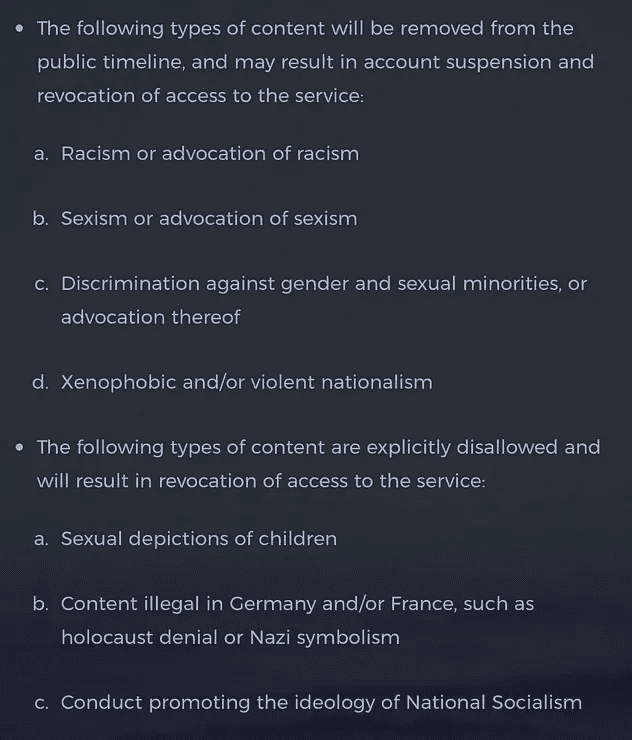 • The following types of content will be removed from the
public timeline, and may result in account suspension and
revocation of access to the service:
a. Racism or advocation of racism
b. Sexism or advocation of sexism
c. Discrimination against gender and sexual minorities, or
advocation thereof
d. Xenophobic and/or violent nationalism
• The following types of content are explicitly disallowed and
will result in revocation of access to the service:
a. Sexual depictions of children
b. Content illegal in Germany and/or France, such as
holocaust denial or Nazi symbolism
c. Conduct promoting the ideology of National Socialism